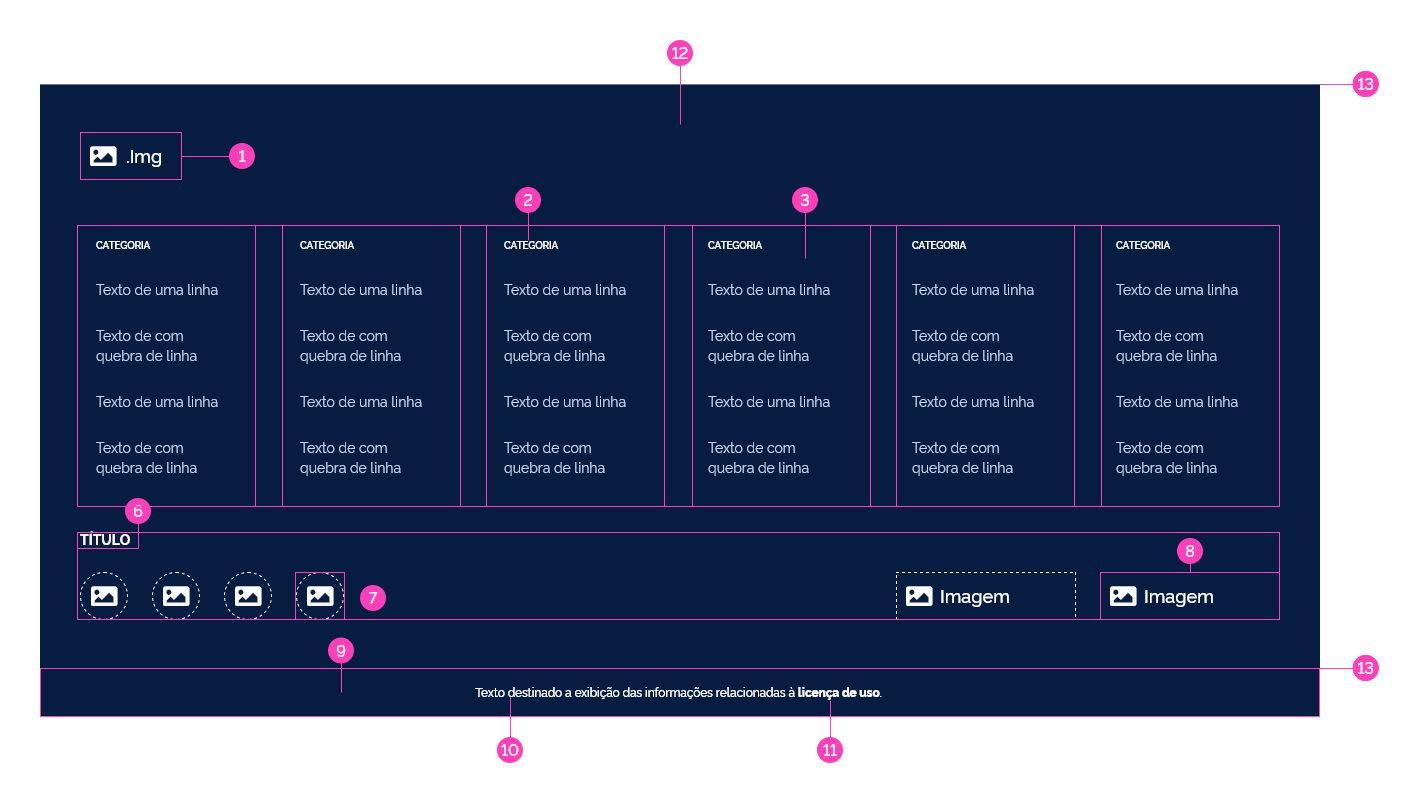 12
13
.Img
1
2
3
CATEGORIA CATEGORIA CATEGORIA CATEGORIA CATEGORIA CATEGORIA
Texto de uma linha Texto de uma linha Texto de uma linha Texto de uma linha Texto de uma linha Texto de uma linha
Texto de com Texto de com Texto de com Texto de com Texto de com Texto de com
quebra de linha quebra de linha quebra de linha quebra de linha quebra de linha quebra de linha
Texto de uma linha Texto de uma linha Texto de uma linha Texto de uma linha Texto de uma linha Texto de uma linha
Texto de com Texto de com Texto de com Texto de com Texto de com Texto de com
quebra de linha quebra de linha quebra de linha quebra de linha quebra de linha quebra de linha
6
TÍTULO
8
7
Imagem Imagem
9
13
Texto destinado a exibição das informações relacionadas à licença de uso.
10
11